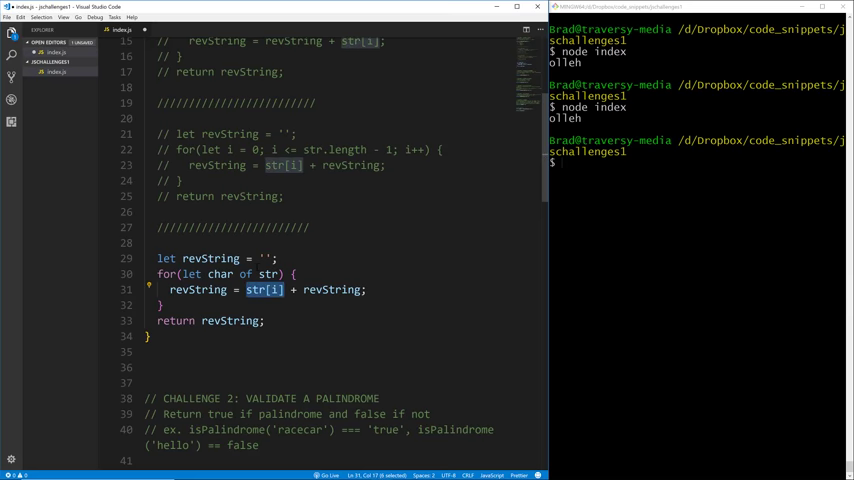 index.js - jschallenges1 - Visual Studio Code
File Edit Selection View Go Debug Tasks Help
EXPLORER
OPEN EDITORS 1 UNSAVED
index.js
JSCHALLENGES1
index.js
index.js
15 //   revString = revString + str[i];
16 // }
17 // return revString;
18
19 /////////////////////////
20
21 // let revString = '';
22 // for(let i = 0; i <= str.length - 1; i++) {
23 //   revString = str[i] + revString;
24 // }
25 // return revString;
26
27 ////////////////////////
28
29 let revString = '';
30 for(let char of str) {
31 revString = str[i] + revString;
32 }
33 return revString;
34 }
35
36
37
38 // CHALLENGE 2: VALIDATE A PALINDROME
39 // Return true if palindrome and false if not
40 // ex. isPalindrome('racecar') === 'true', isPalindrome
('hello') == false
41
0 0 Go Live Ln 31, Col 17 (6 selected) Spaces: 2 UTF-8 CRLF JavaScript Prettier
MINGW64:/d/Dropbox/code_snippets/jschallenges1
Brad@traversy-media /d/Dropbox/code_snippets/j
schallenges1
$ node index
olleh
Brad@traversy-media /d/Dropbox/code_snippets/j
schallenges1
$ node index
olleh
Brad@traversy-media /d/Dropbox/code_snippets/j
schallenges1
$